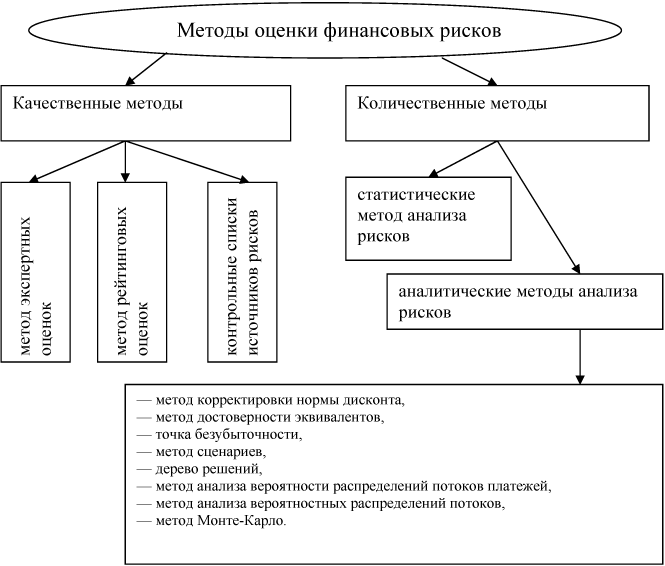 Методы оценки финансовых рисков
Качественные методы
Количественные методы
метод экспертных
оценок
метод рейтинговых
оценок
контрольные списки
источников рисков
статистические
метод анализа
рисков
аналитические методы анализа
рисков
— метод корректировки нормы дисконта,
— метод достоверности эквивалентов,
— точка безубыточности,
— метод сценариев,
— дерево решений,
— метод анализа вероятности распределений потоков платежей,
— метод анализа вероятностных распределений потоков,
— метод Монте-Карло.